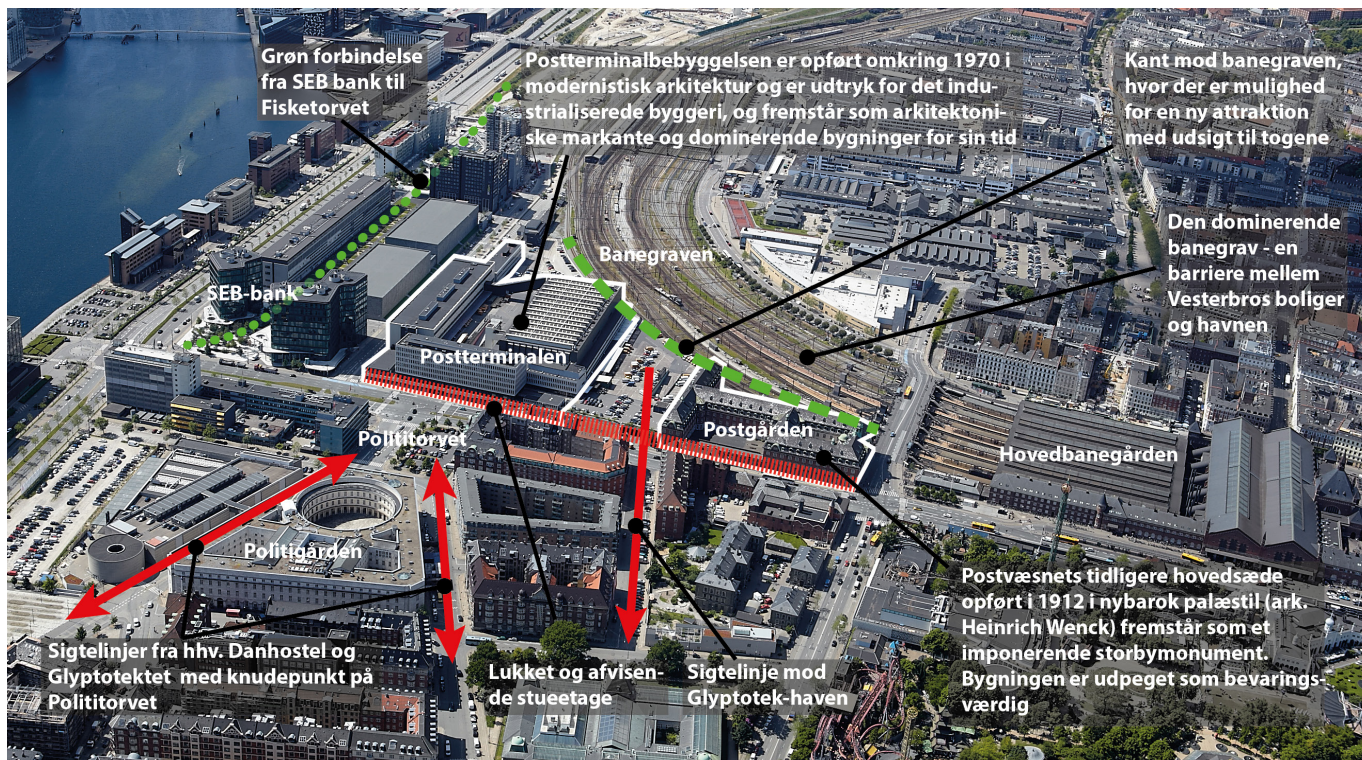 Grøn forbindelse
fra SEB bank til
Fisketorvet
Postterminalbebyggelsen er opført omkring 1970 i
modernistisk arkitektur og er udtryk for det indu-
strialiserede byggeri, og fremstår som arkitektoni-
ske markante og dominerende bygninger for sin tid
Kant mod banegraven,
hvor der er mulighed
for en ny attraktion
med udsigt til togene
Den dominerende
banegrav - en
barriere mellem
Vesterbros boliger
og havnen
Banegraven
SEB-bank
Postterminalen
Postgården
Polititorvet
Hovedbanegården
Politigården
Sigtelinjer fra hhv. Danhostel og
Glyptotektet med knudepunkt på
Polititorvet
Lukket og afvisen-
de stueetage
Sigtelinje mod
Glyptotek-haven
Postvæsnets tidligere hovedsæde
opført i 1912 i nybarok palæstil (ark.
Heinrich Wenck) fremstår som et
imponerende storbymonument.
Bygningen er udpeget som bevarings-
værdig